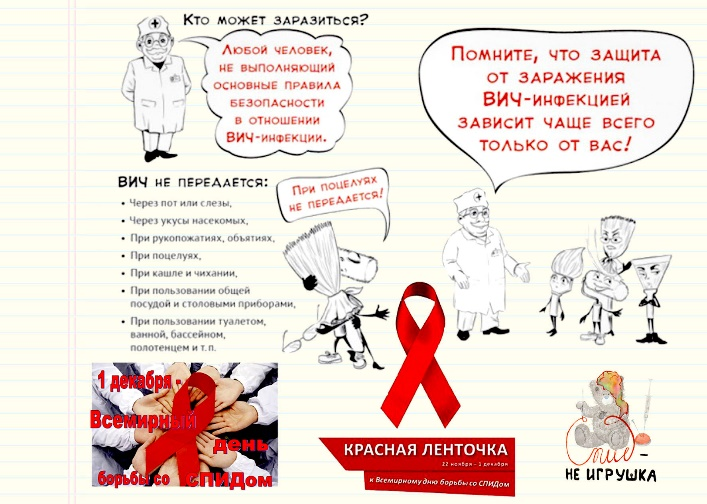 Кто может заразиться?
Любой человек,
не выполняющий
основные правила
безопасности
в отношении
ВИЧ-инфекции.
Помните, что защита
от заражения
ВИЧ-инфекцией
зависит чаще всего
только от вас!
ВИЧ не передается:
• Через пот или слезы,
• Через укусы насекомых,
• При рукопожатиях, объятиях,
• При поцелуях,
• При кашле и чихании,
• При пользовании общей
посудой и столовыми приборами,
• При пользовании туалетом,
ванной, бассейном,
полотенцем и т.п.
При поцелуях
не передается!
1 декабря -
Всемирный
день
борьбы со СПИДом
КРАСНАЯ ЛЕНТОЧКА
22 ноября - 1 декабря
к Всемирному дню борьбы со СПИДом
Спид -
НЕ ИГРУШКА